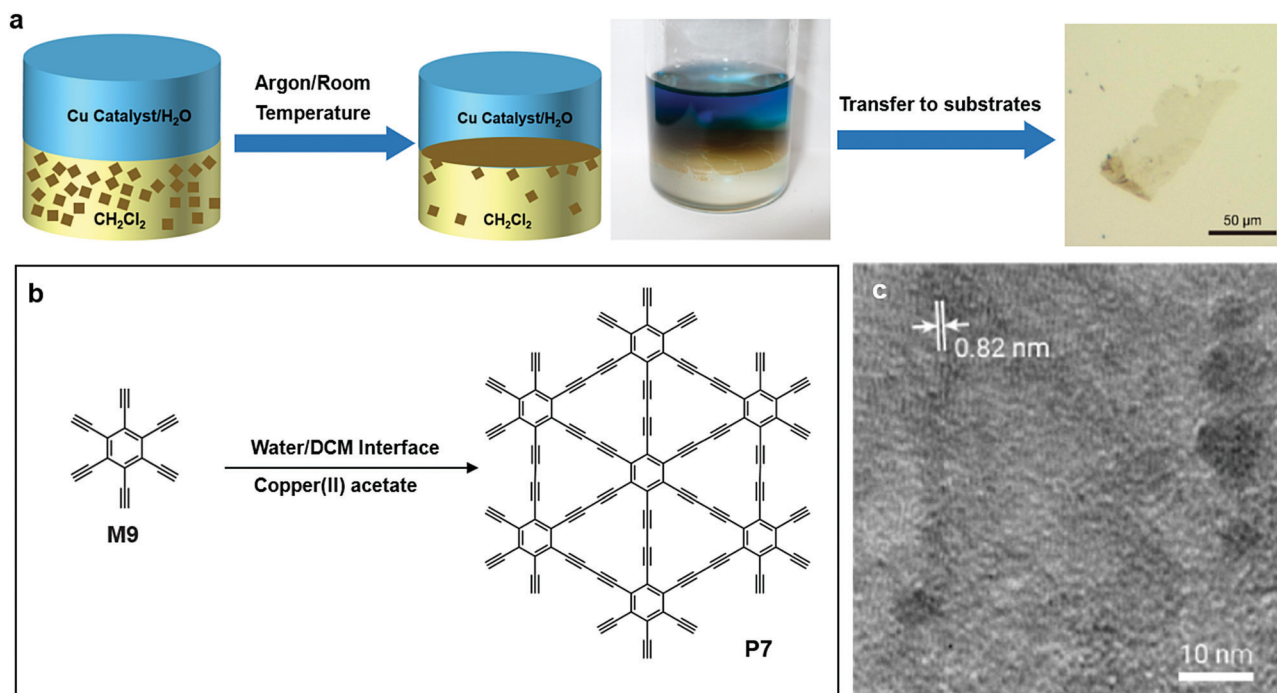 a
Cu Catalyst/H₂O
CH₂Cl₂
Argon/Room
Temperature
Cu Catalyst/H₂O
CH₂Cl₂
Transfer to substrates
50 µm
b
M9
Water/DCM Interface
Copper(II) acetate
P7
c
0.82 nm
10 nm